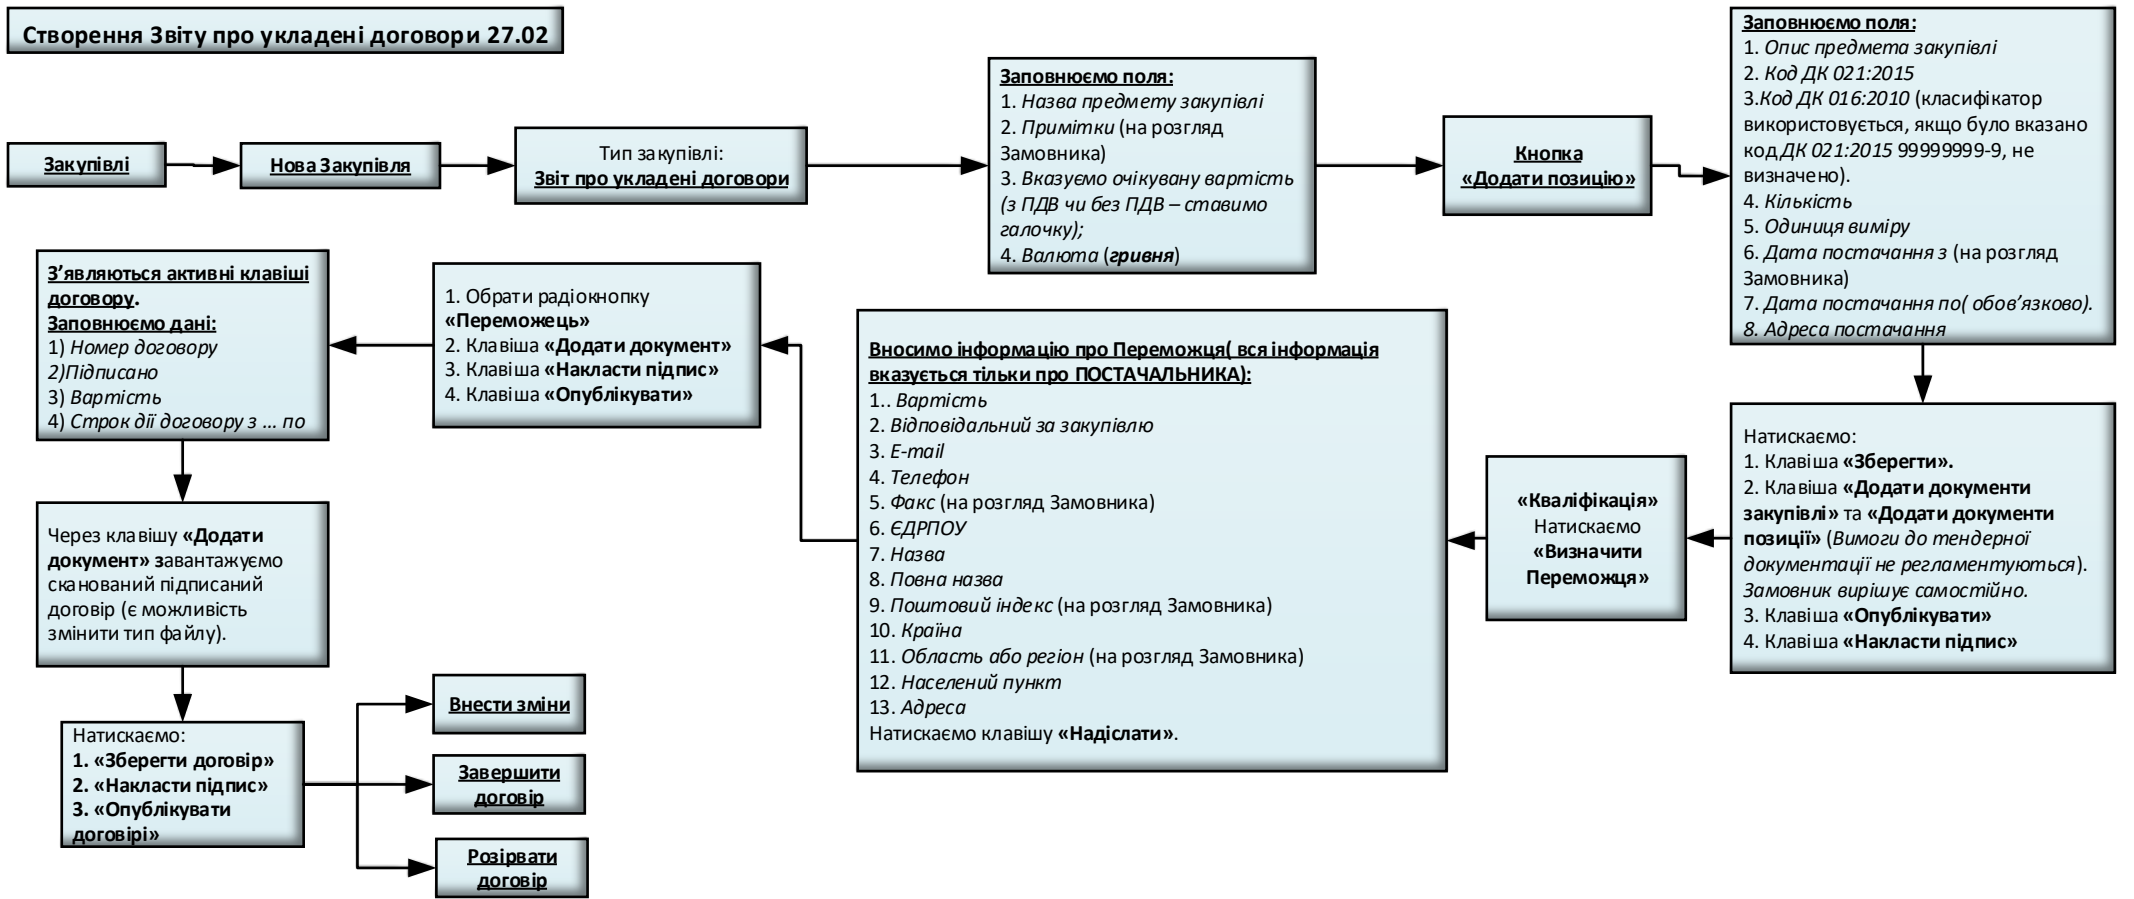 Створення Звіту про укладені договори 27.02
Закупівлі
Нова Закупівля
Тип закупівлі:
Звіт про укладені договори
Заповнюємо поля:
1. Назва предмету закупівлі
2. Примітки (на розгляд
Замовника)
3. Вказуємо очікувану вартість
(з ПДВ чи без ПДВ – ставимо
галочку);
4. Валюта (гривня)
Кнопка
«Додати позицію»
Заповнюємо поля:
1. Опис предмета закупівлі
2. Код ДК 021:2015
3.Код ДК 016:2010 (класифікатор
використовується, якщо було вказано
код ДК 021:2015 99999999-9, не
визначено).
4. Кількість
5. Одиниця виміру
6. Дата постачання з (на розгляд
Замовника)
7. Дата постачання по( обов’язково).
8. Адреса постачання
Натискаємо:
1. Клавіша «Зберегти».
2. Клавіша «Додати документи
закупівлі» та «Додати документи
позиції» (Вимоги до тендерної
документації не регламентуються).
Замовник вирішує самостійно.
3. Клавіша «Опублікувати»
4. Клавіша «Накласти підпис»
«Кваліфікація»
Натискаємо
«Визначити
Переможця»
Вносимо інформацію про Переможця( вся інформація
вказується тільки про ПОСТАЧАЛЬНИКА):
1.. Вартість
2. Відповідальний за закупівлю
3. E-mail
4. Телефон
5. Факс (на розгляд Замовника)
6. ЄДРПОУ
7. Назва
8. Повна назва
9. Поштовий індекс (на розгляд Замовника)
10. Країна
11. Область або регіон (на розгляд Замовника)
12. Населений пункт
13. Адреса
Натискаємо клавішу «Надіслати».
1. Обрати радіокнопку
«Переможець»
2. Клавіша «Додати документ»
3. Клавіша «Накласти підпис»
4. Клавіша «Опублікувати»
З’являються активні клавіші
договору.
Заповнюємо дані:
1) Номер договору
2)Підписано
3) Вартість
4) Строк дії договору з ... по
Через клавішу «Додати
документ» завантажуємо
сканований підписаний
договір (є можливість
змінити тип файлу).
Натискаємо:
1. «Зберегти договір»
2. «Накласти підпис»
3. «Опублікувати
договірі»
Внести зміни
Завершити
договір
Розірвати
договір